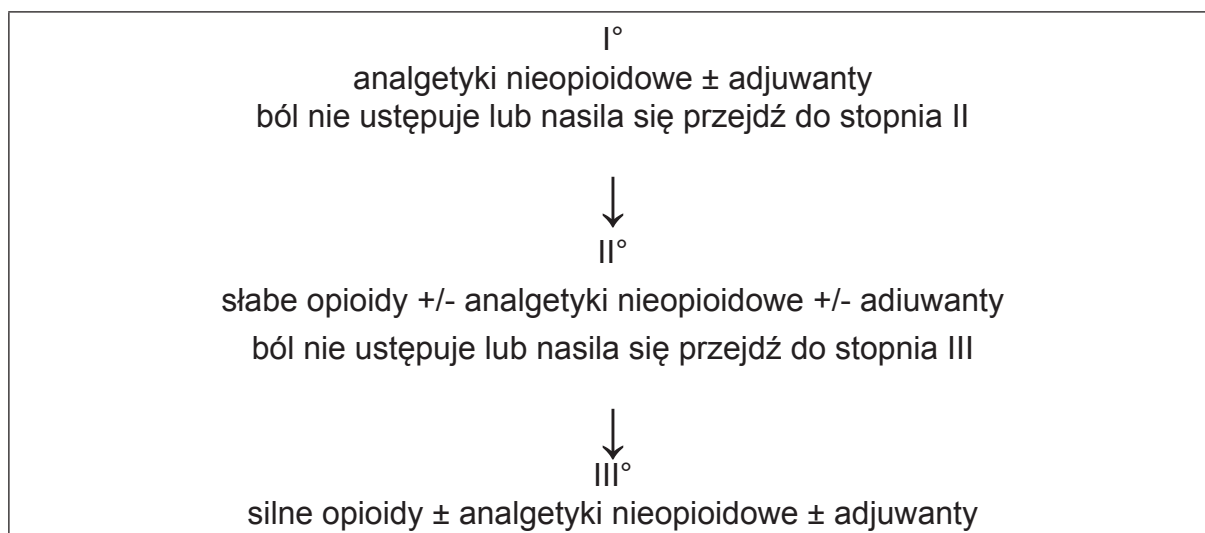 I°
analgetyki nieopioidowe ± adjuwanty
ból nie ustępuje lub nasila się przejdź do stopnia II
↓
II°
słabe opioidy +/- analgetyki nieopioidowe +/- adiuwanty
ból nie ustępuje lub nasila się przejdź do stopnia III
↓
III°
silne opioidy ± analgetyki nieopioidowe ± adjuwanty